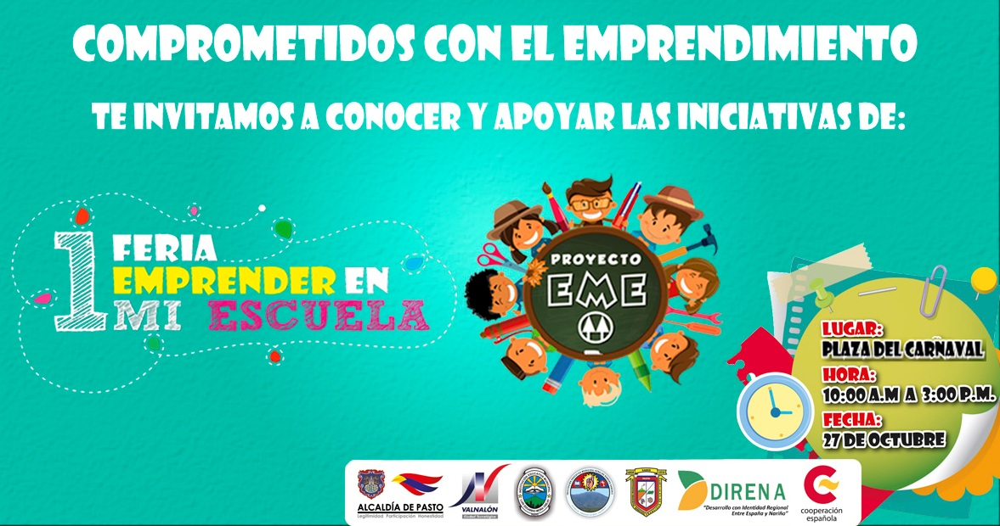 COMPROMETIDOS CON EL EMPRENDIMIENTO
TE INVITAMOS A CONOCER Y APOYAR LAS INICIATIVAS DE:
1 FERIA
EMPRENDER EN
MI ESCUELA
PROYECTO
EME
LUGAR:
PLAZA DEL CARNAVAL
HORA:
10:00 A.M A 3:00 P.M.
FECHA:
27 DE OCTUBRE
ALCALDÍA DE PASTO
Legitimidad Participación Honestidad
VALNALÓN
Ciudad Tecnológica
DIRENA
"Desarrollo con Identidad Regional
Entre España y Nariño"
cooperación
española